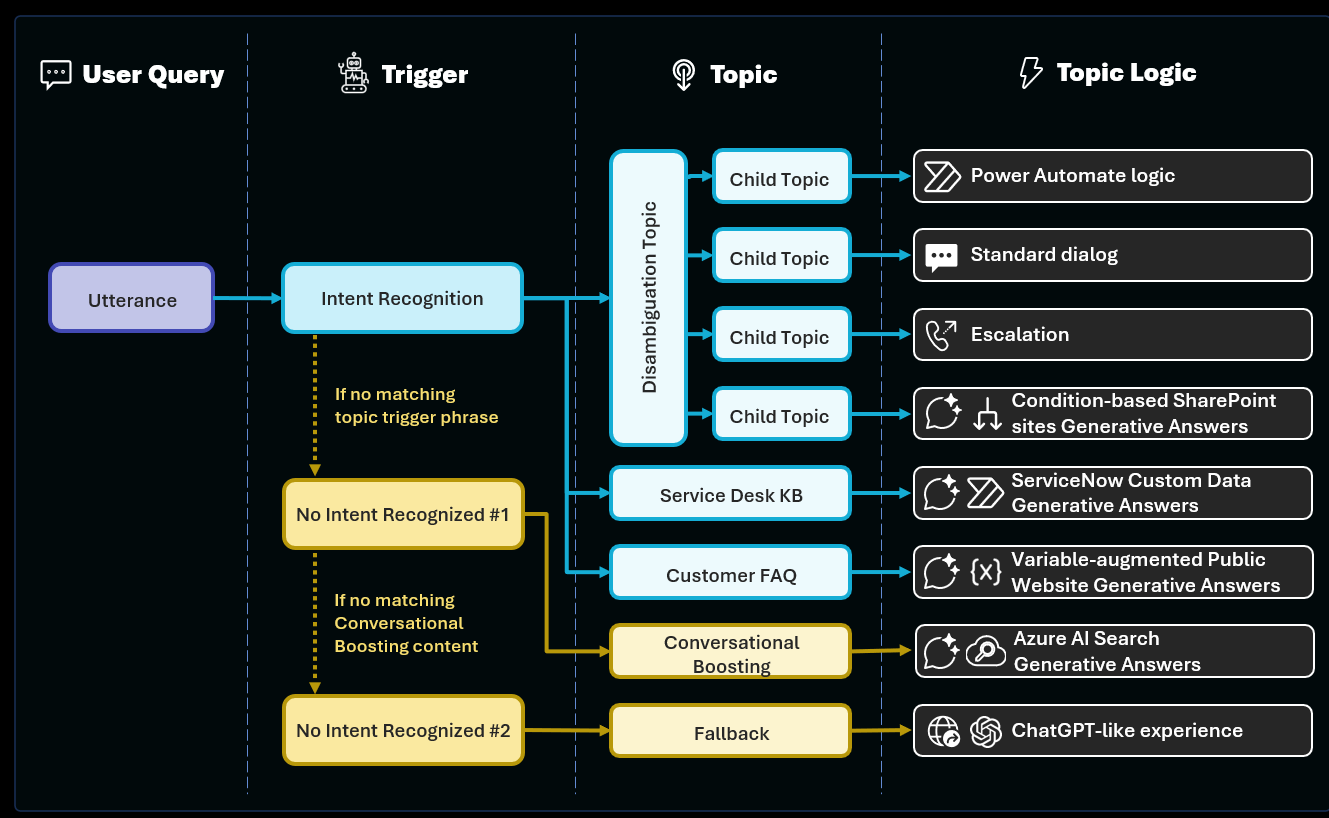 User Query
Trigger
Topic
Topic Logic
Utterance
Intent Recognition
If no matching
topic trigger phrase
No Intent Recognized #1
If no matching
Conversational
Boosting content
No Intent Recognized #2
Disambiguation Topic
Child Topic
Child Topic
Child Topic
Child Topic
Service Desk KB
Customer FAQ
Conversational
Boosting
Fallback
Power Automate logic
Standard dialog
Escalation
Condition-based SharePoint
sites Generative Answers
ServiceNow Custom Data
Generative Answers
{x}
Variable-augmented Public
Website Generative Answers
Azure AI Search
Generative Answers
ChatGPT-like experience